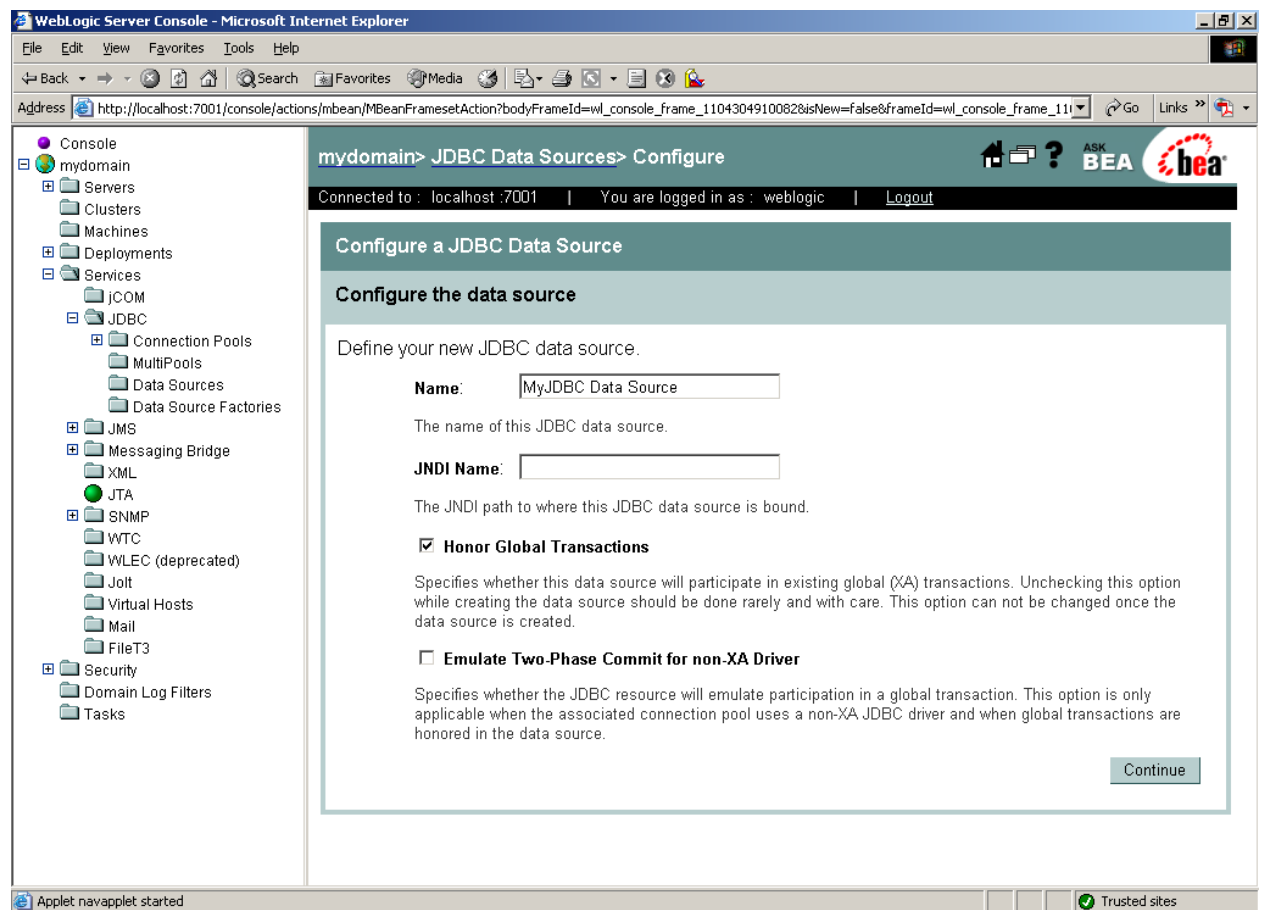 WebLogic Server Console - Microsoft Internet Explorer
File Edit View Favorites Tools Help
Back Search Favorites Media
Address http://localhost:7001/console/actions/mbean/MBeanFramesetAction?bodyFrameId=wl_console_frame_1104304910082&isNew=false&frameId=wl_console_frame_110 Go Links »
Console
mydomain
Servers
Clusters
Machines
Deployments
Services
jCOM
JDBC
Connection Pools
MultiPools
Data Sources
Data Source Factories
JMS
Messaging Bridge
XML
JTA
SNMP
WTC
WLEC (deprecated)
Jolt
Virtual Hosts
Mail
FileT3
Security
Domain Log Filters
Tasks
mydomain> JDBC Data Sources> Configure
? ASK BEA bea
Connected to : localhost :7001 | You are logged in as : weblogic | Logout
Configure a JDBC Data Source
Configure the data source
Define your new JDBC data source.
Name: MyJDBC Data Source
The name of this JDBC data source.
JNDI Name:
The JNDI path to where this JDBC data source is bound.
Honor Global Transactions
Specifies whether this data source will participate in existing global (XA) transactions. Unchecking this option
while creating the data source should be done rarely and with care. This option can not be changed once the
data source is created.
Emulate Two-Phase Commit for non-XA Driver
Specifies whether the JDBC resource will emulate participation in a global transaction. This option is only
applicable when the associated connection pool uses a non-XA JDBC driver and when global transactions are
honored in the data source.
Continue
Applet navapplet started
Trusted sites